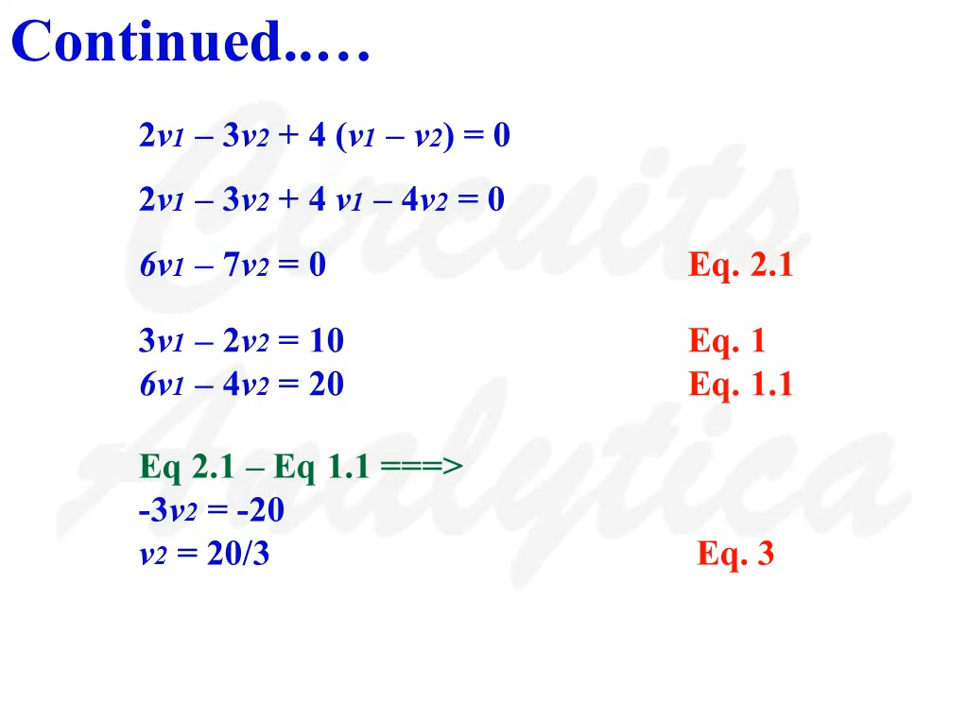 Continued..…
2v1 – 3v2 + 4 (v1 – v2) = 0
2v1 – 3v2 + 4 v1 – 4v2 = 0
6v1 – 7v2 = 0 Eq. 2.1
3v1 – 2v2 = 10 Eq. 1
6v1 – 4v2 = 20 Eq. 1.1
Eq 2.1 – Eq 1.1 ===>
-3v2 = -20
v2 = 20/3 Eq. 3
Circuits
Analytica